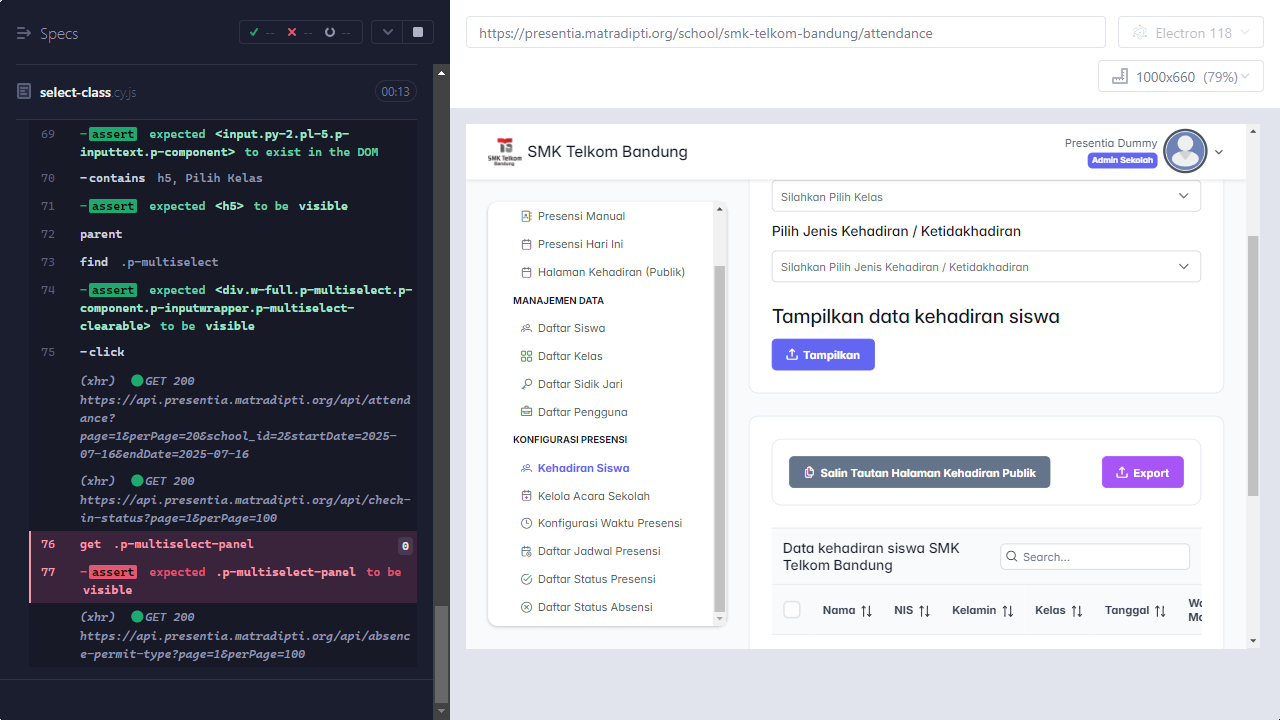 Specs
-- -- --
select-class.cy.js
00:13
69 -assert expected <input.py-2.pl-5.p-
inputtext.p-component> to exist in the DOM
70 -contains h5, Pilih Kelas
71 -assert expected <h5> to be visible
72 parent
73 find .p-multiselect
74 -assert expected <div.w-full.p-multiselect.p-
component.p-inputwrapper.p-multiselect-
clearable> to be visible
75 -click
(xhr) GET 200
https://api.presentia.matradipti.org/api/attend
ance?
page=1&perPage=20&school_id=2&startDate=2025-
07-16&endDate=2025-07-16
(xhr) GET 200
https://api.presentia.matradipti.org/api/check-
in-status?page=1&perPage=100
76 get .p-multiselect-panel 0
77 -assert expected .p-multiselect-panel to be
visible
(xhr) GET 200
https://api.presentia.matradipti.org/api/absenc
e-permit-type?page=1&perPage=100
https://presentia.matradipti.org/school/smk-telkom-bandung/attendance
Electron 118
1000x660 (79%)
SMK Telkom
Bandung
SMK Telkom Bandung
Presentia Dummy
Admin Sekolah
Presensi Manual
Presensi Hari Ini
Halaman Kehadiran (Publik)
MANAJEMEN DATA
Daftar Siswa
Daftar Kelas
Daftar Sidik Jari
Daftar Pengguna
KONFIGURASI PRESENSI
Kehadiran Siswa
Kelola Acara Sekolah
Konfigurasi Waktu Presensi
Daftar Jadwal Presensi
Daftar Status Presensi
Daftar Status Absensi
Silahkan Pilih Kelas
Pilih Jenis Kehadiran / Ketidakhadiran
Silahkan Pilih Jenis Kehadiran / Ketidakhadiran
Tampilkan data kehadiran siswa
Tampilkan
Salin Tautan Halaman Kehadiran Publik
Export
Data kehadiran siswa SMK
Telkom Bandung
Search...
Nama NIS Kelamin Kelas Tanggal